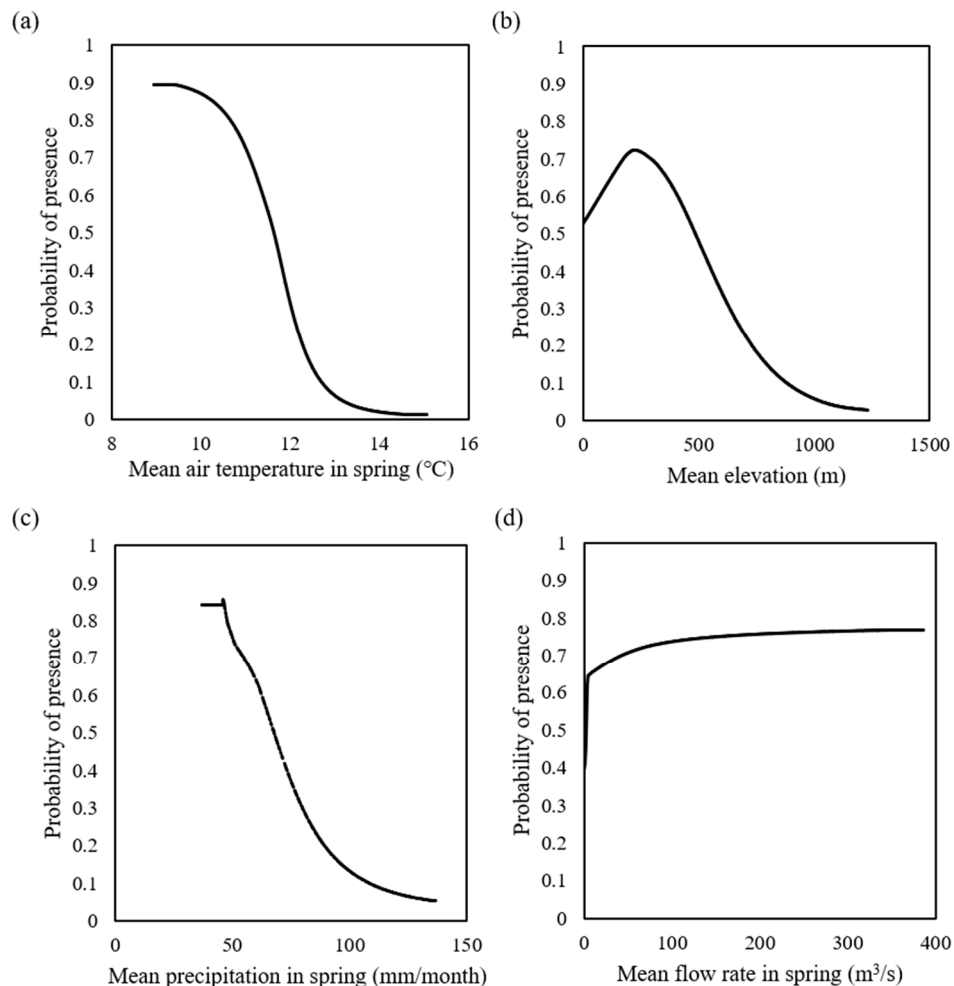 (a)
1
0.9
0.8
0.7
0.6
0.5
0.4
0.3
0.2
0.1
0
Probability of presence
8 10 12 14 16
Mean air temperature in spring (°C)
(b)
1
0.9
0.8
0.7
0.6
0.5
0.4
0.3
0.2
0.1
0
Probability of presence
0 500 1000 1500
Mean elevation (m)
(c)
1
0.9
0.8
0.7
0.6
0.5
0.4
0.3
0.2
0.1
0
Probability of presence
0 50 100 150
Mean precipitation in spring (mm/month)
(d)
1
0.9
0.8
0.7
0.6
0.5
0.4
0.3
0.2
0.1
0
Probability of presence
0 100 200 300 400
Mean flow rate in spring (m³/s)